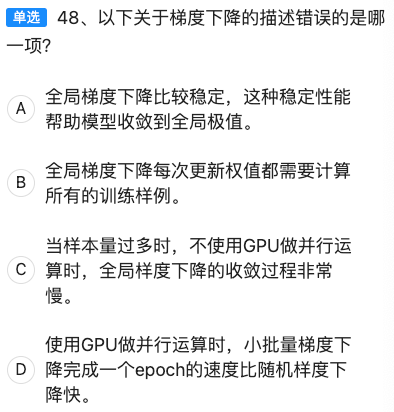 单选 48、以下关于梯度下降的描述错误的是哪
一项?
A 全局梯度下降比较稳定，这种稳定性能
帮助模型收敛到全局极值。
B 全局梯度下降每次更新权值都需要计算
所有的训练样例。
C 当样本量过多时，不使用GPU做并行运
算时，全局样度下降的收敛过程非常
慢。
D 使用GPU做并行运算时，小批量梯度下
降完成一个epoch的速度比随机样度下
降快。